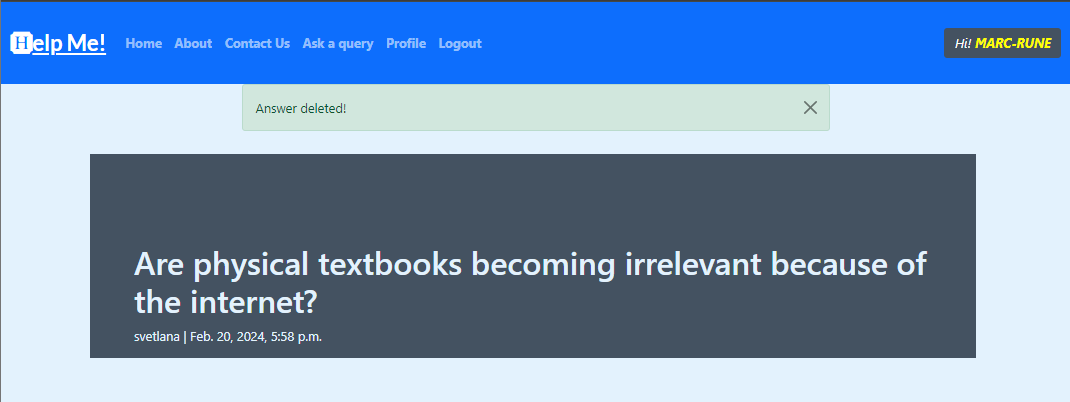 Help Me! Home About Contact Us Ask a query Profile Logout Hi! MARC-RUNE
Answer deleted!
Are physical textbooks becoming irrelevant because of
the internet?
svetlana | Feb. 20, 2024, 5:58 p.m.